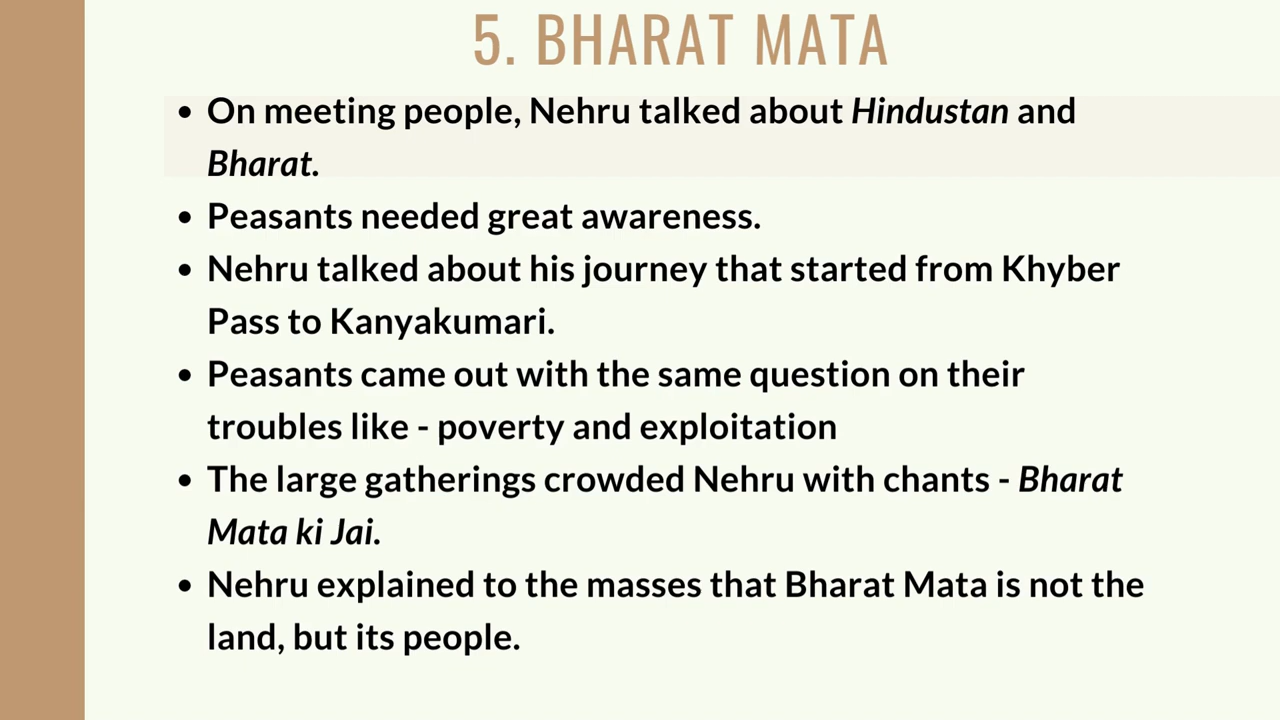 5. BHARAT MATA
• On meeting people, Nehru talked about Hindustan and
Bharat.
• Peasants needed great awareness.
• Nehru talked about his journey that started from Khyber
Pass to Kanyakumari.
• Peasants came out with the same question on their
troubles like - poverty and exploitation
• The large gatherings crowded Nehru with chants - Bharat
Mata ki Jai.
• Nehru explained to the masses that Bharat Mata is not the
land, but its people.